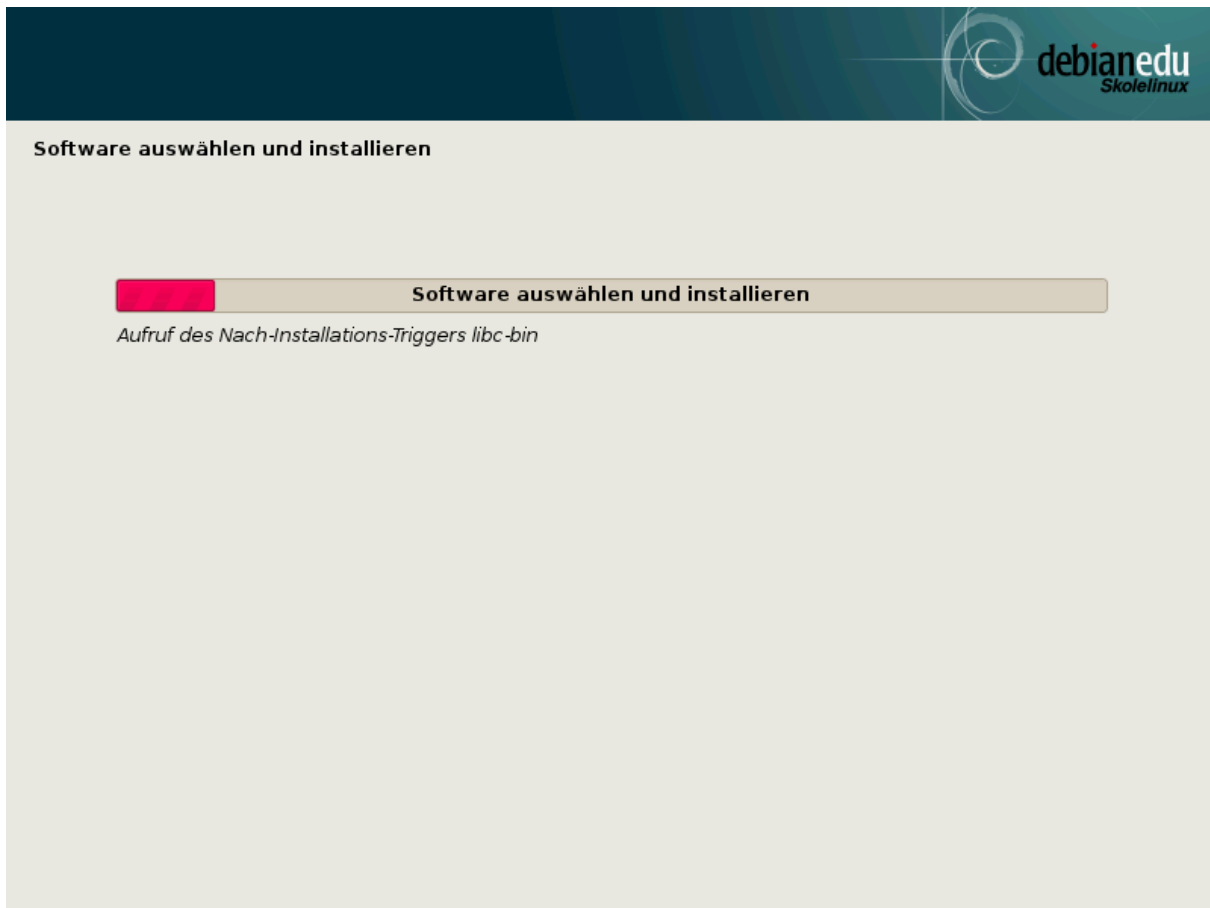 debianedu
Skolelinux
Software auswählen und installieren
Software auswählen und installieren
Aufruf des Nach-Installations-Triggers libc-bin